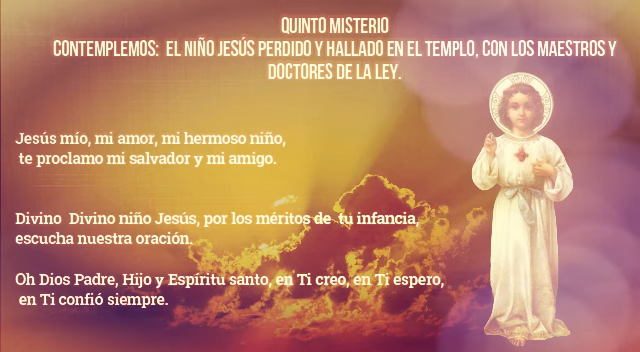 QUINTO MISTERIO
CONTEMPLEMOS: EL NIÑO JESÚS PERDIDO Y HALLADO EN EL TEMPLO, CON LOS MAESTROS Y
DOCTORES DE LA LEY.
Jesús mío, mi amor, mi hermoso niño,
te proclamo mi salvador y mi amigo.
Divino Divino niño Jesús, por los méritos de tu infancia,
escucha nuestra oración.
Oh Dios Padre, Hijo y Espíritu santo, en Ti creo, en Ti espero,
en Ti confió siempre.